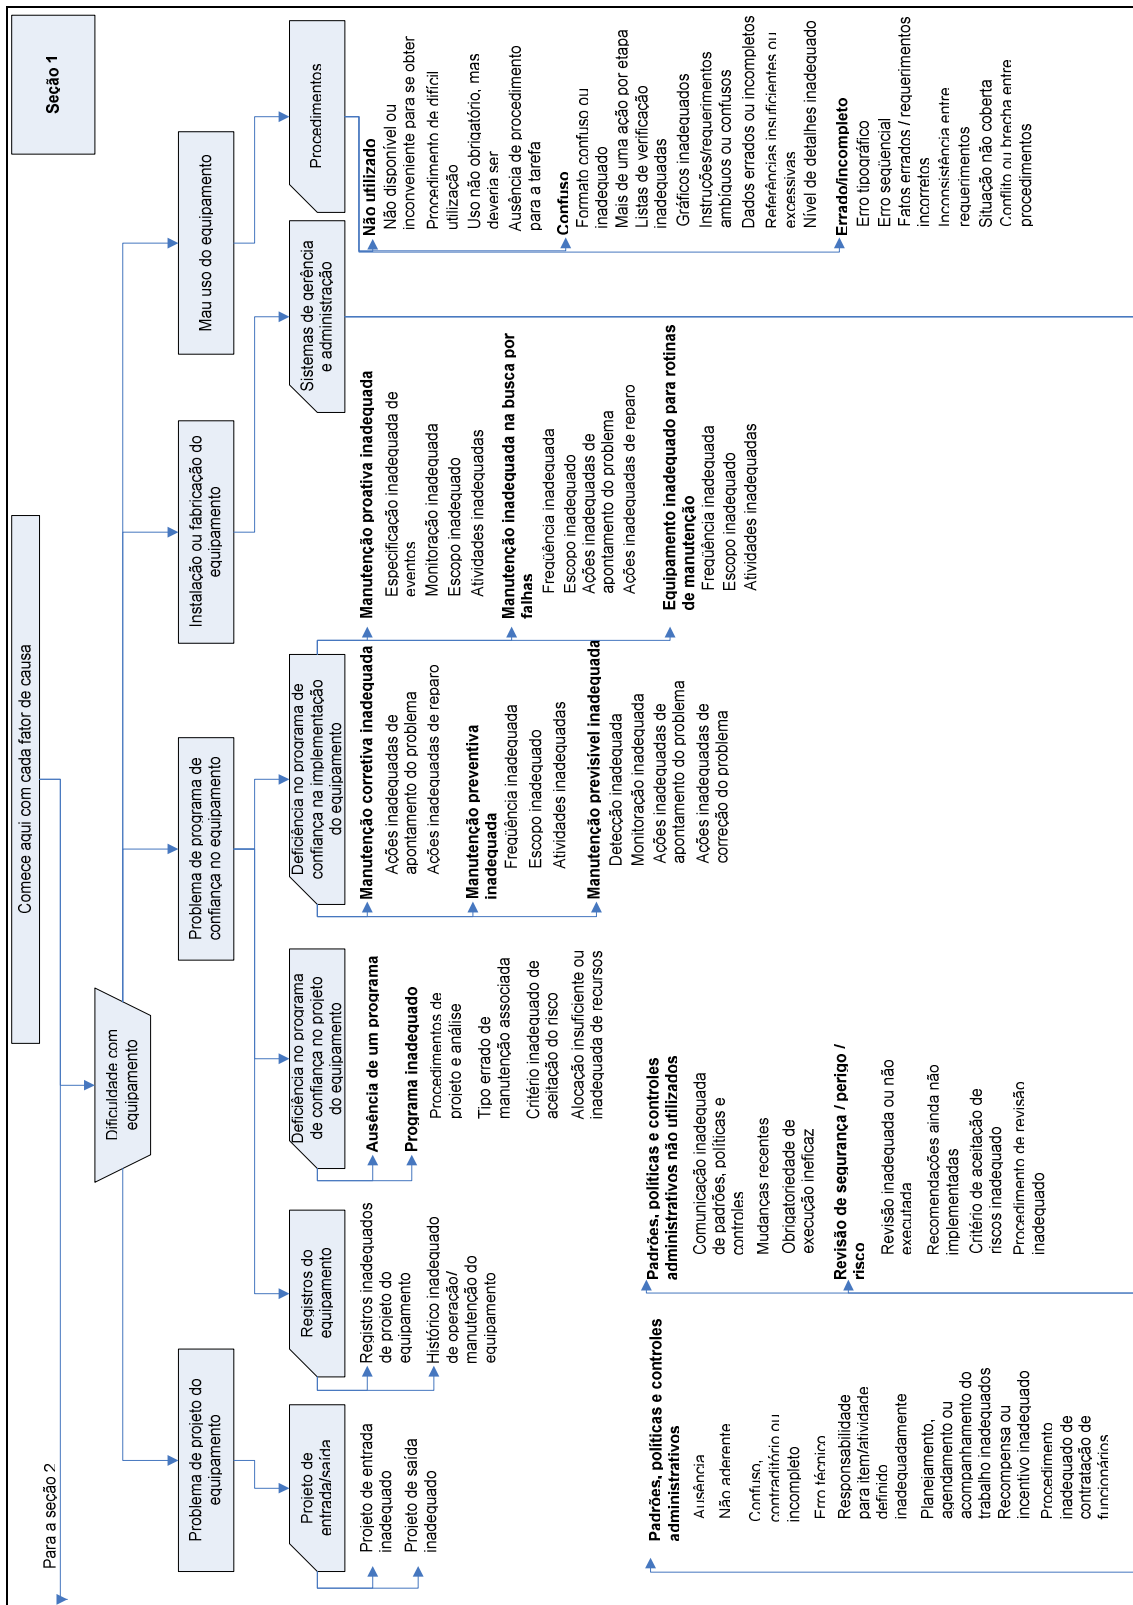 Seção 1
Comece aqui com cada fator de causa
Para a seção 2
Dificuldade com
equipamento
Problema de projeto do
equipamento
Problema de programa de
confiança no equipamento
Instalação ou fabricação do
equipamento
Mau uso do equipamento
Projeto de
entrada/saída
Registros do
equipamento
Deficiência no programa
de confiança no projeto
do equipamento
Deficiência no programa de
confiança na implementação
do equipamento
Sistemas de gerência
e administração
Procedimentos
Projeto de entrada
inadequado
Projeto de saída
inadequado
Registros inadequados
de projeto do
equipamento
Histórico inadequado
de operação/
manutenção do
equipamento
Ausência de um programa
Programa inadequado
Procedimentos de
projeto e análise
Tipo errado de
manutenção associada
Critério inadequado de
aceitação do risco
Alocação insuficiente ou
inadequada de recursos
Manutenção corretiva inadequada
Ações inadequadas de
apontamento do problema
Ações inadequadas de reparo
Manutenção preventiva
inadequada
Freqüência inadequada
Escopo inadequado
Atividades inadequadas
Manutenção previsível inadequada
Detecção inadequada
Monitoração inadequada
Ações inadequadas de
apontamento do problema
Ações inadequadas de
correção do problema
Manutenção proativa inadequada
Especificação inadequada de
eventos
Monitoração inadequada
Escopo inadequado
Atividades inadequadas
Manutenção inadequada na busca por
falhas
Freqüência inadequada
Escopo inadequado
Ações inadequadas de
apontamento do problema
Ações inadequadas de reparo
Equipamento inadequado para rotinas
de manutenção
Freqüência inadequada
Escopo inadequado
Atividades inadequadas
Não utilizado
Não disponível ou
inconveniente para se obter
Procedimento de difícil
utilização
Uso não obrigatório, mas
deveria ser
Ausência de procedimento
para a tarefa
Confuso
Formato confuso ou
inadequado
Mais de uma ação por etapa
Listas de verificação
inadequadas
Gráficos inadequados
Instruções/requerimentos
ambíguos ou confusos
Dados errados ou incompletos
Referências insuficientes ou
excessivas
Nível de detalhes inadequado
Errado/incompleto
Erro tipográfico
Erro seqüencial
Fatos errados / requerimentos
incorretos
Inconsistência entre
requerimentos
Situação não coberta
Conflito ou brecha entre
procedimentos
Padrões, políticas e controles
administrativos
Ausência
Não aderente
Confuso,
contraditório ou
incompleto
Erro técnico
Responsabilidade
para item/atividade
definido
inadequadamente
Planejamento,
agendamento ou
acompanhamento do
trabalho inadequados
Recompensa ou
incentivo inadequado
Procedimento
inadequado de
contratação de
funcionários
Padrões, políticas e controles
administrativos não utilizados
Comunicação inadequada
de padrões, políticas e
controles
Mudanças recentes
Obrigatoriedade de
execução ineficaz
Revisão de segurança / perigo /
risco
Revisão inadequada ou não
executada
Recomendações ainda não
implementadas
Critério de aceitação de
riscos inadequado
Procedimento de revisão
inadequado